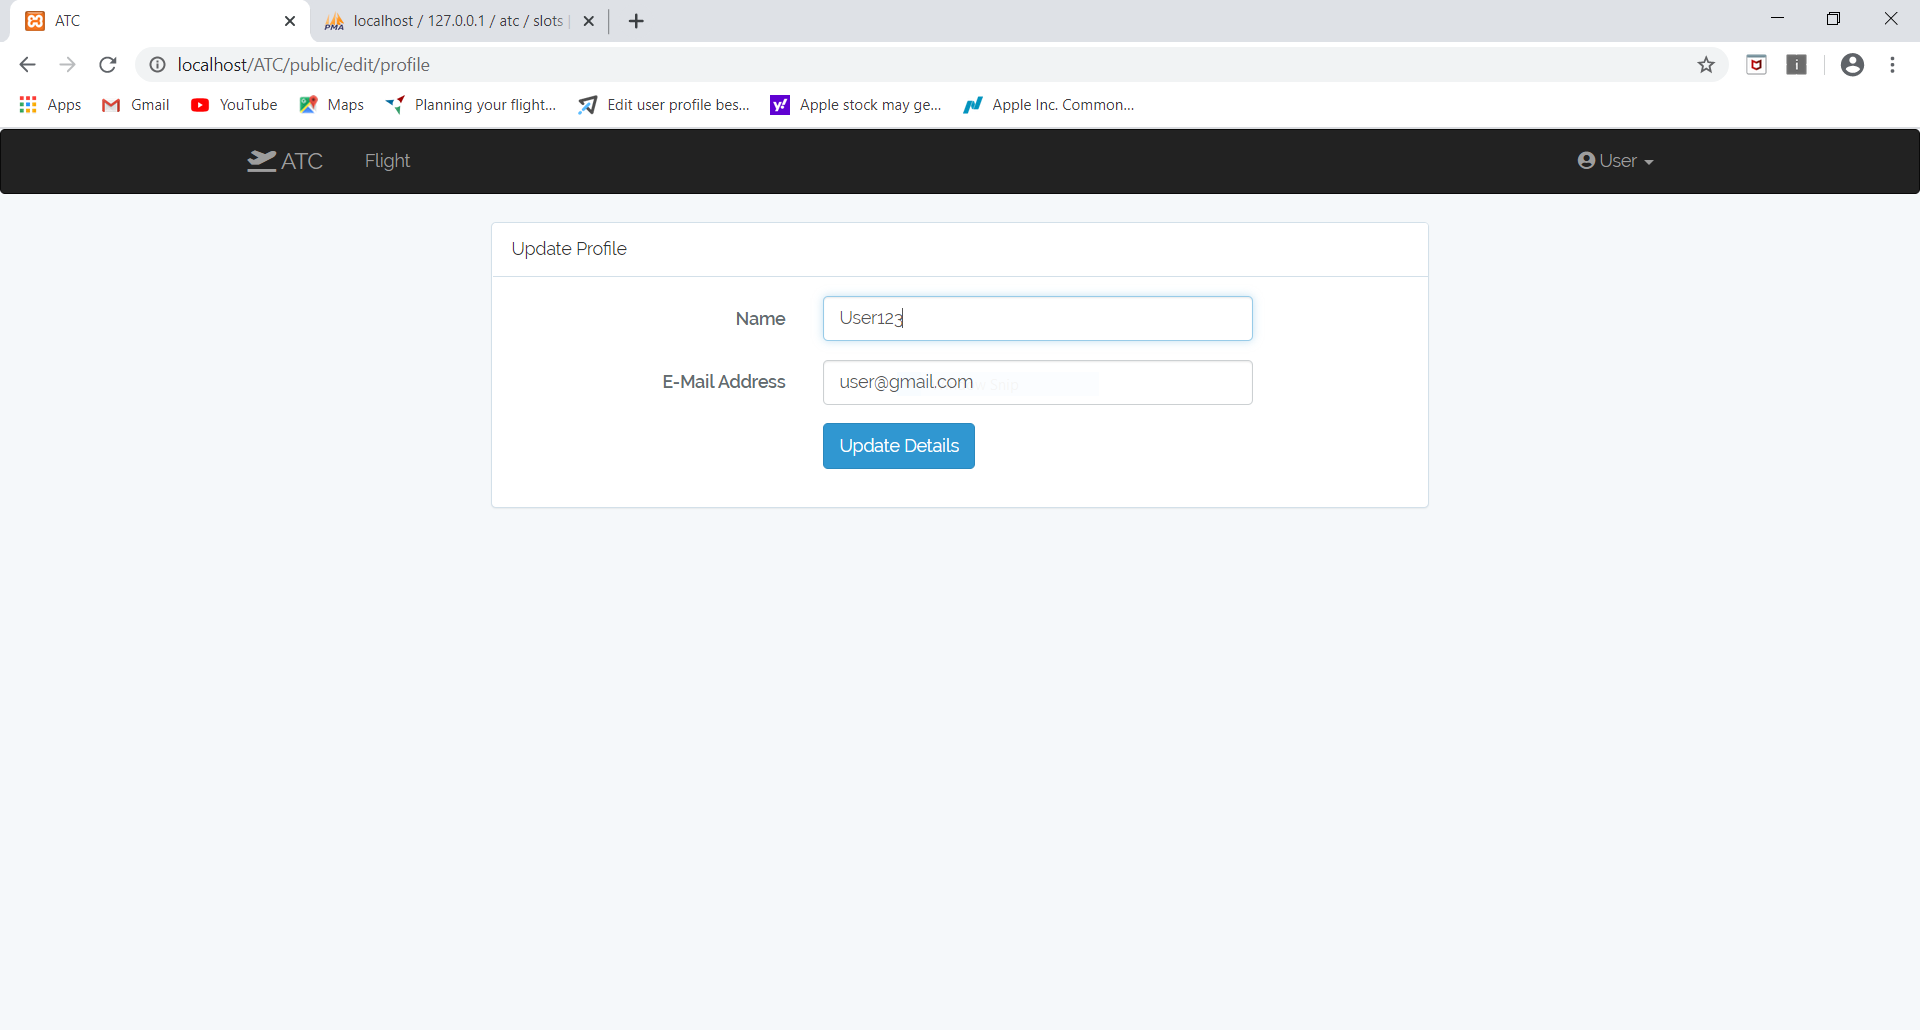 ATC
PMA
localhost / 127.0.0.1 / atc / slots
localhost/ATC/public/edit/profile
Apps
Gmail
YouTube
Maps
Planning your flight...
Edit user profile bes...
y!
Apple stock may ge...
Apple Inc. Common...
ATC
Flight
User
Update Profile
Name
User123
E-Mail Address
user@gmail.com
Update Details